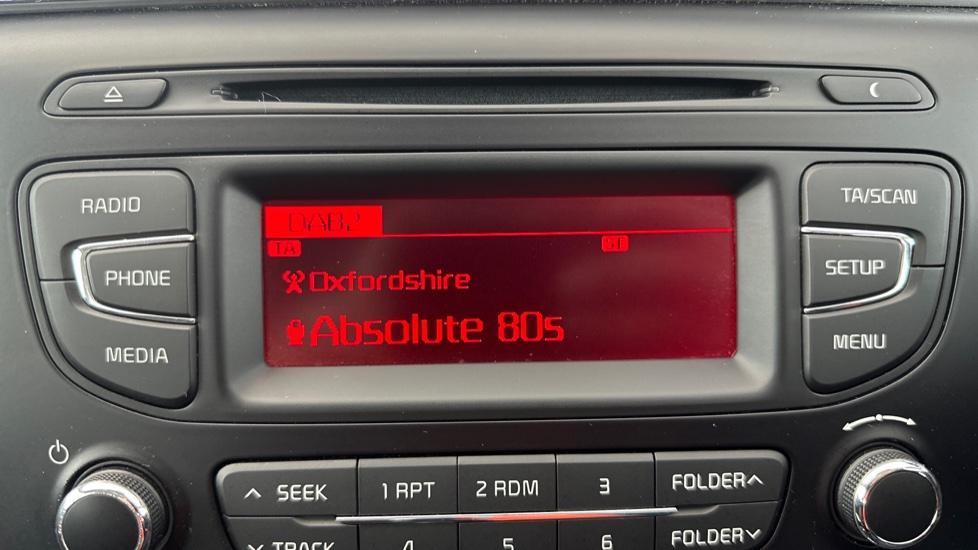 RADIO
PHONE
MEDIA
DAB2
TA
ST
Oxfordshire
Absolute 80s
TA/SCAN
SETUP
MENU
SEEK
1 RPT
2 RDM
3
FOLDER
TRACK
4
5
6
FOLDER